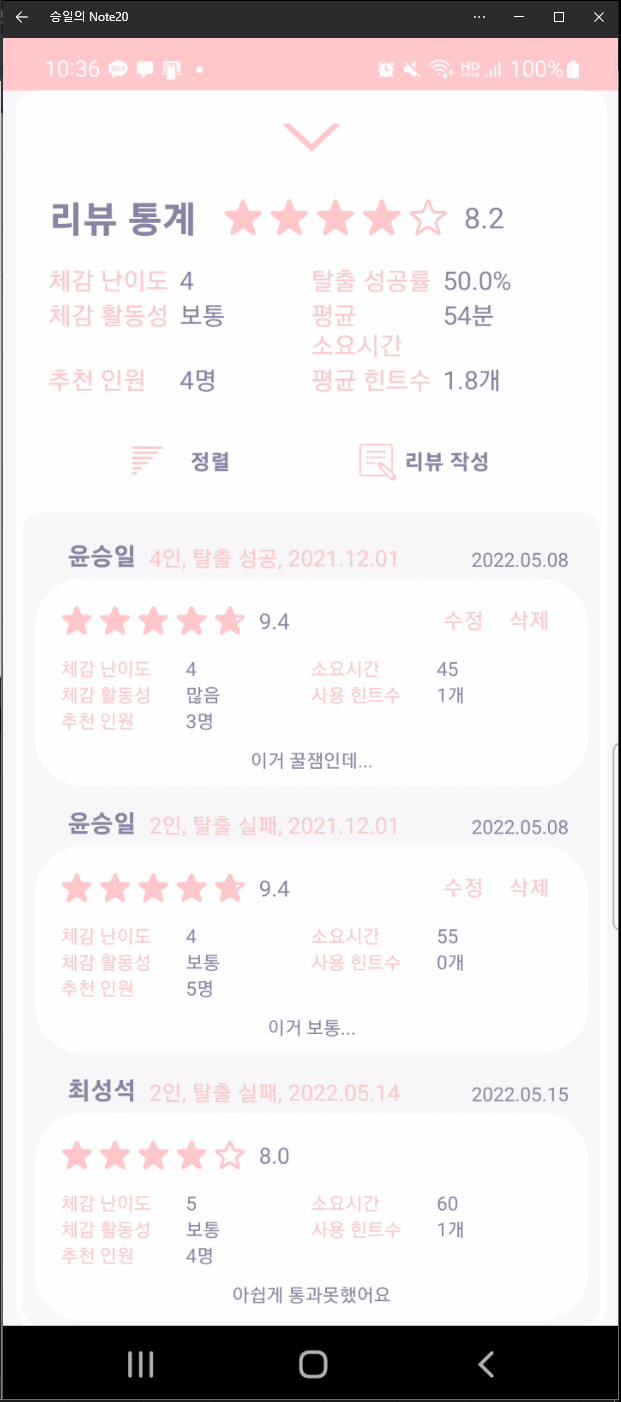 승일의 Note20
10:36 HD 100%
리뷰 통계 8.2
체감 난이도 4 탈출 성공률 50.0%
체감 활동성 보통 평균 소요시간 54분
추천 인원 4명 평균 힌트수 1.8개
정렬 리뷰 작성
윤승일 4인, 탈출 성공, 2021.12.01 2022.05.08
9.4 수정 삭제
체감 난이도 4 소요시간 45
체감 활동성 많음 사용 힌트수 1개
추천 인원 3명
이거 꿀잼인데...
윤승일 2인, 탈출 실패, 2021.12.01 2022.05.08
9.4 수정 삭제
체감 난이도 4 소요시간 55
체감 활동성 보통 사용 힌트수 0개
추천 인원 5명
이거 보통...
최성석 2인, 탈출 실패, 2022.05.14 2022.05.15
8.0
체감 난이도 5 소요시간 60
체감 활동성 보통 사용 힌트수 1개
추천 인원 4명
아쉽게 통과못했어요